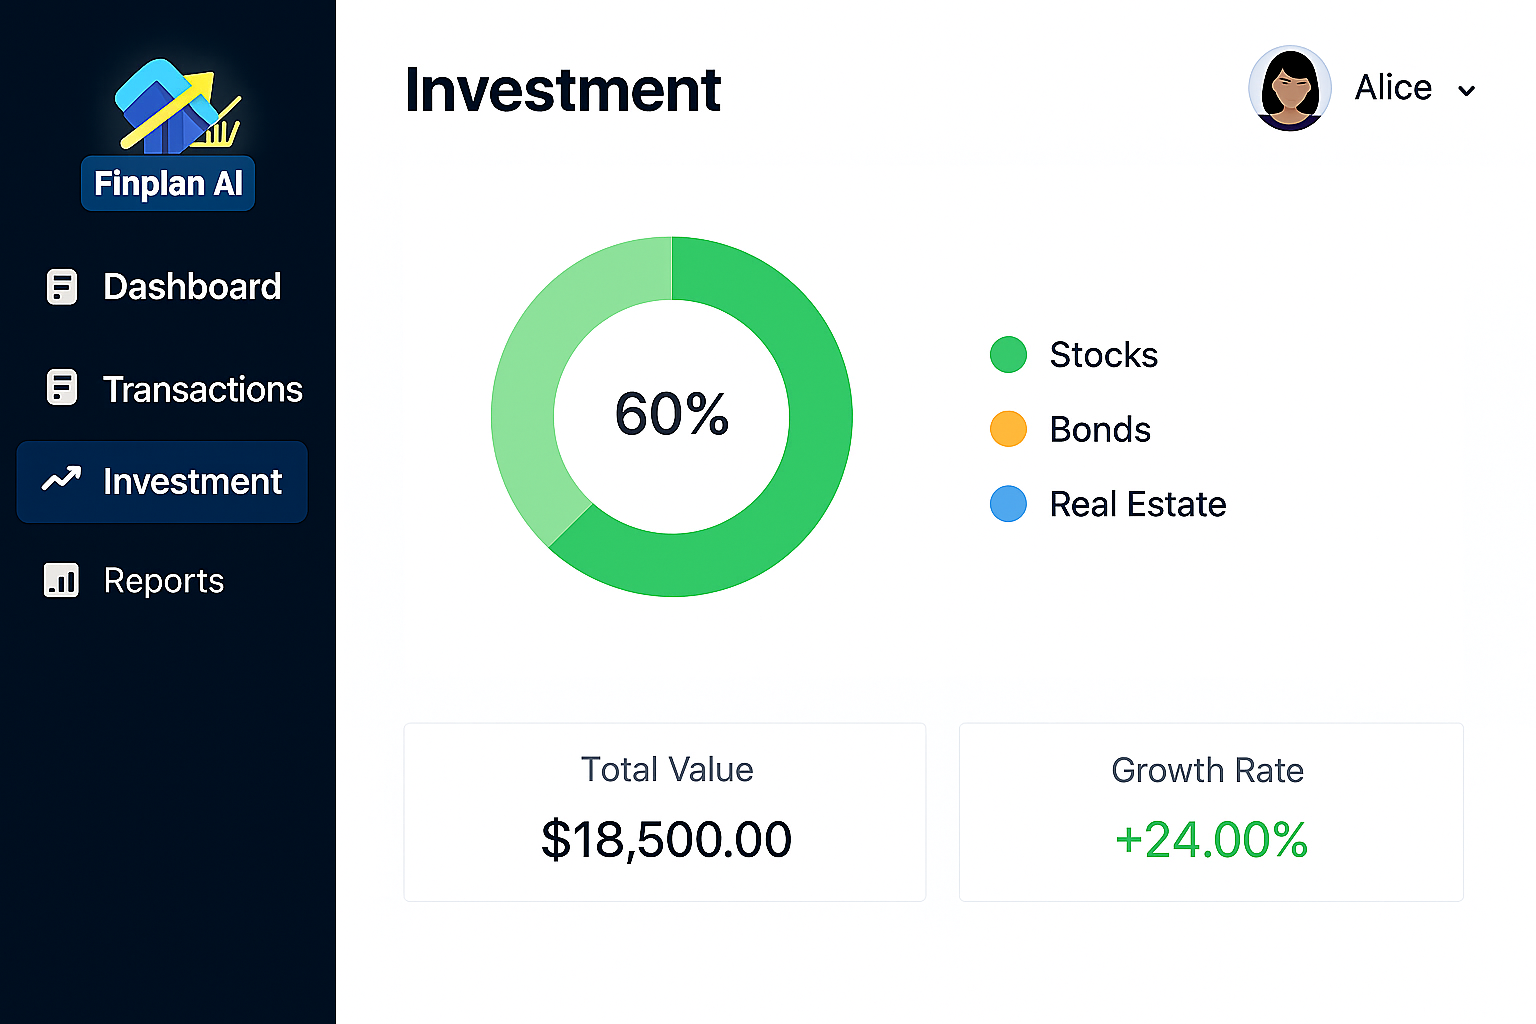 Finplan AI
Dashboard
Transactions
Investment
Reports
Investment
Alice
60%
Stocks
Bonds
Real Estate
Total Value
$18,500.00
Growth Rate
+24.00%